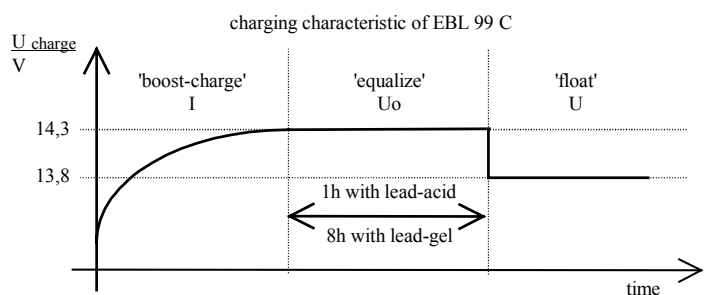 charging characteristic of EBL 99 C
U charge
V
'boost-charge'
I
'equalize'
Uo
'float'
U
14,3
13,8
1h with lead-acid
8h with lead-gel
time